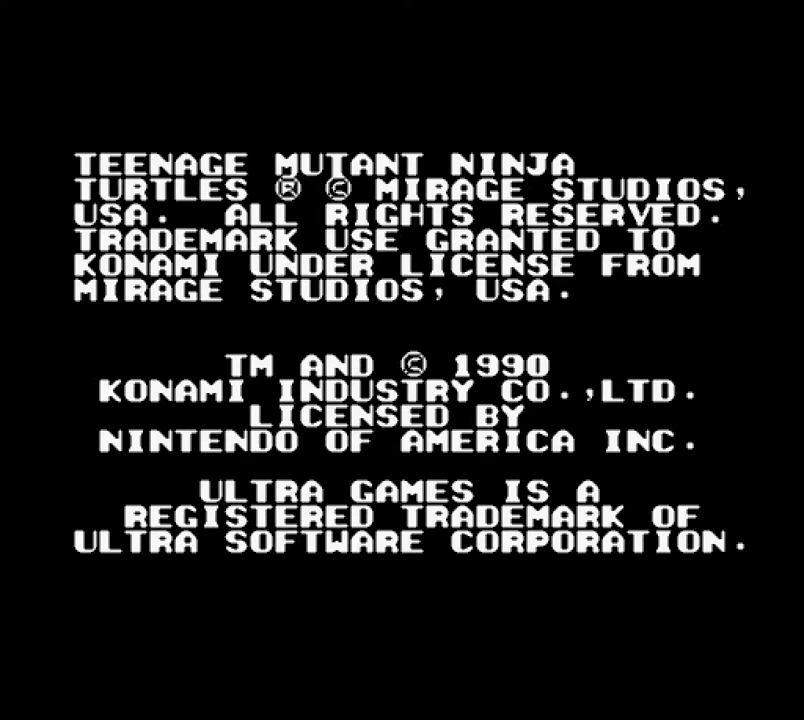 TEENAGE MUTANT NINJA
TURTLES ® © MIRAGE STUDIOS,
USA. ALL RIGHTS RESERVED.
TRADEMARK USE GRANTED TO
KONAMI UNDER LICENSE FROM
MIRAGE STUDIOS, USA.
TM AND © 1990
KONAMI INDUSTRY CO.,LTD.
LICENSED BY
NINTENDO OF AMERICA INC.
ULTRA GAMES IS A
REGISTERED TRADEMARK OF
ULTRA SOFTWARE CORPORATION.